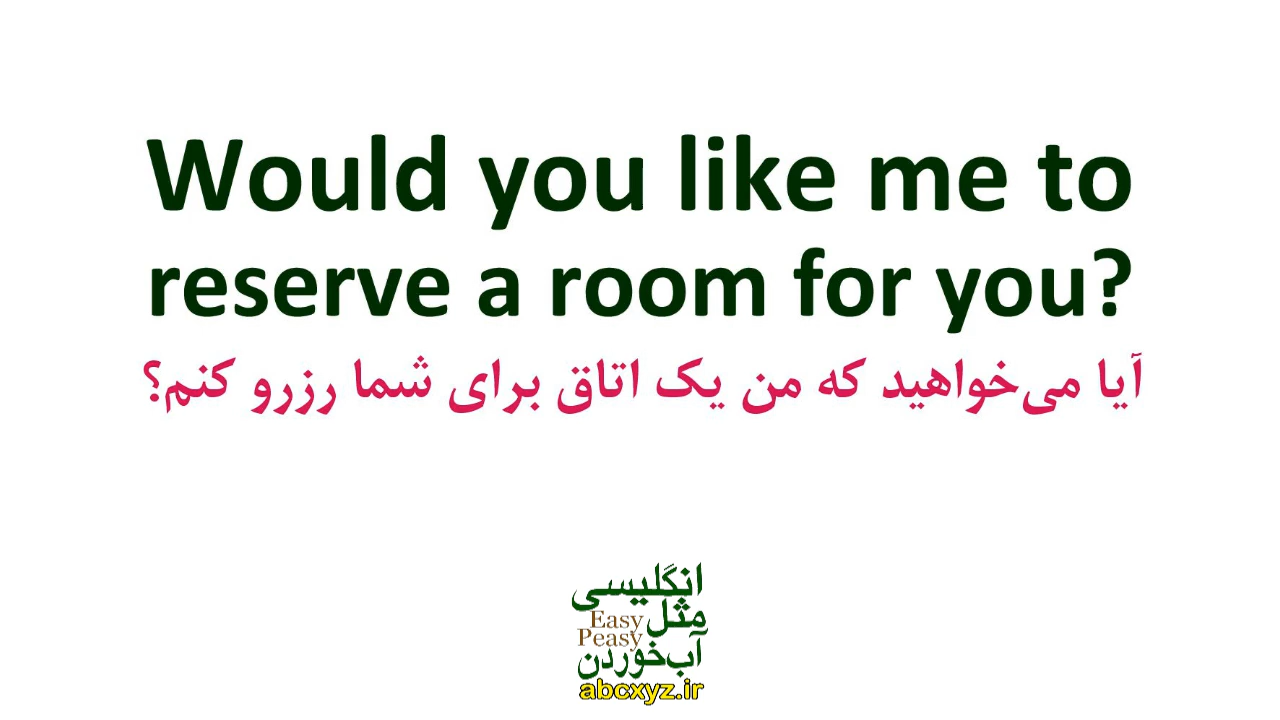 Would you like me to
reserve a room for you?
آیا می‌خواهید که من یک اتاق برای شما رزرو کنم؟
انگلیسی
مثل
Easy
Peasy
آب‌خوردن
abcxyz.ir